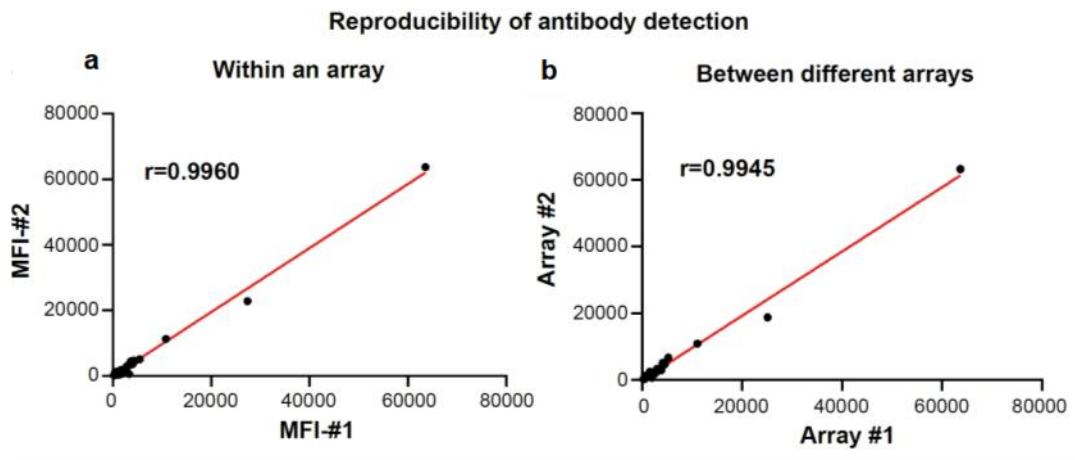 Reproducibility of antibody detection
a
Within an array
80000
60000
40000
20000
0
MFI-#2
r=0.9960
0
20000
40000
60000
80000
MFI-#1
b
Between different arrays
80000
60000
40000
20000
0
Array #2
r=0.9945
0
20000
40000
60000
80000
Array #1